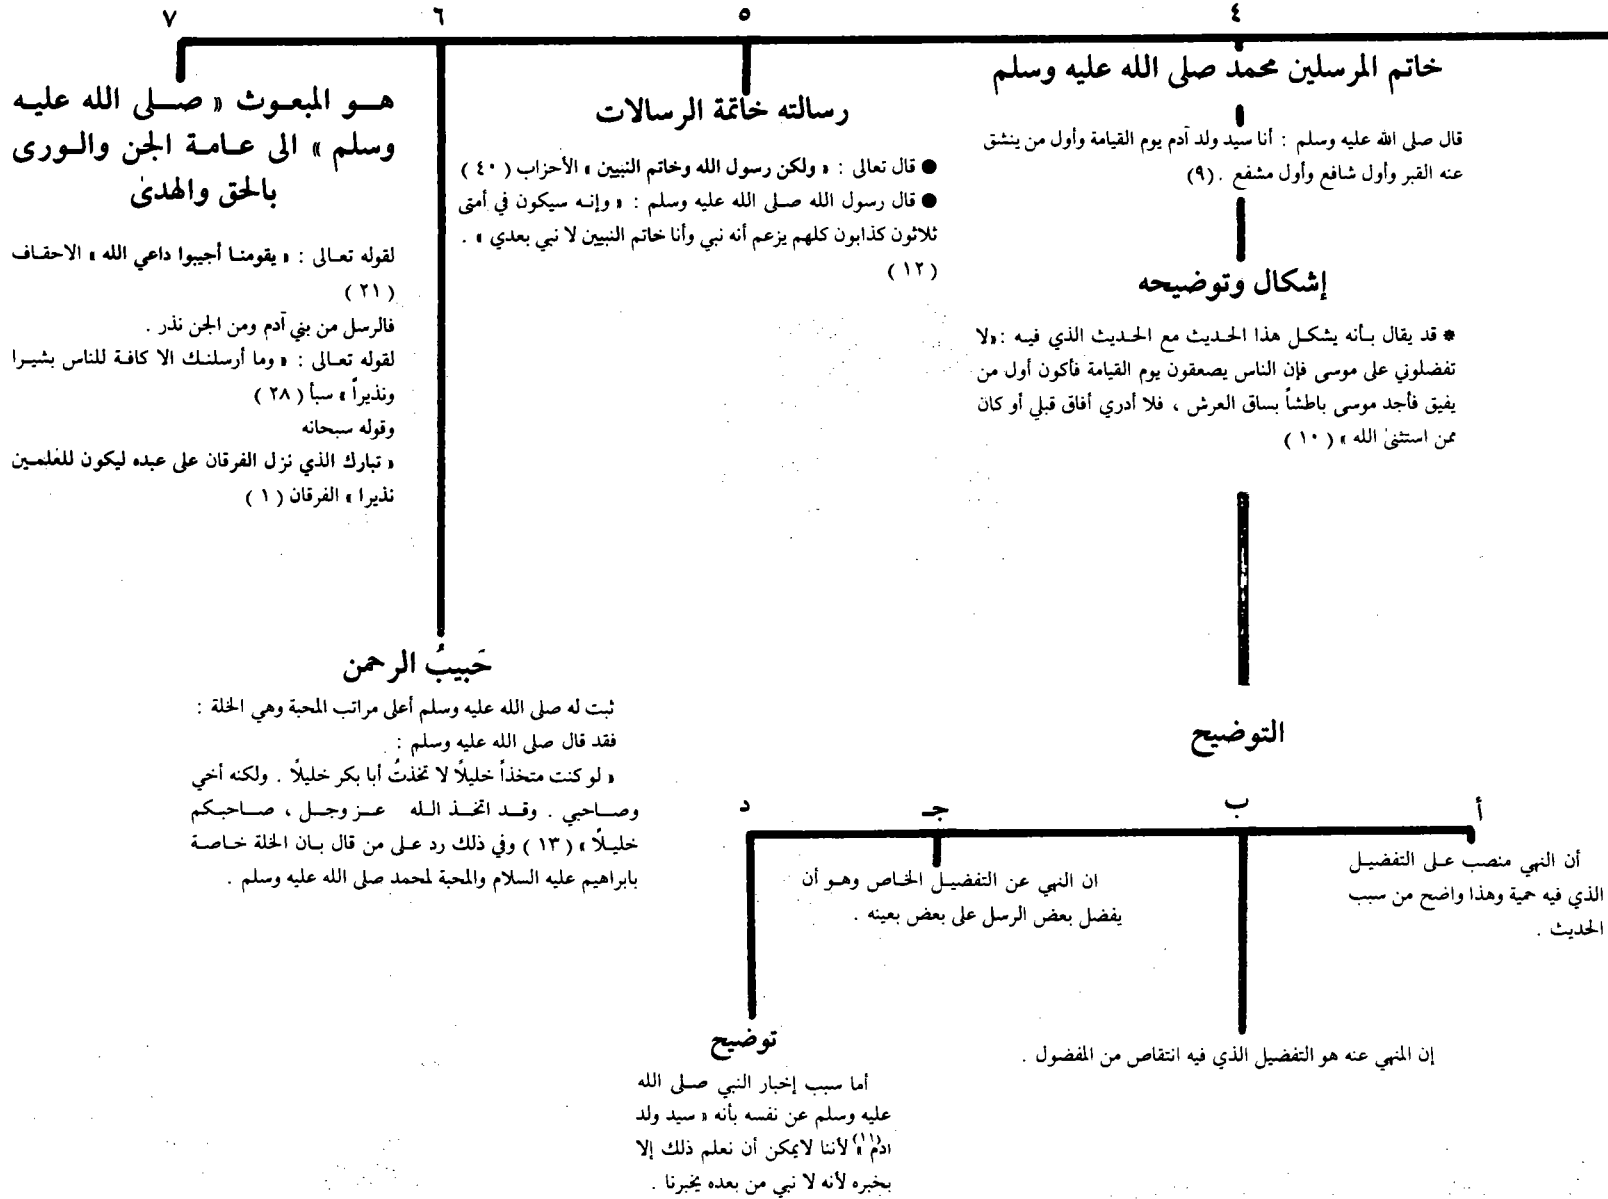 ٤
خاتم المرسلين محمد صلى الله عليه وسلم
قال صلى الله عليه وسلم : أنا سيد ولد آدم يوم القيامة وأول من ينشق
عنه القبر وأول شافع وأول مشفع . (٩)
إشكال وتوضيحه
* قد يقال بأنه يشكل هذا الحديث مع الحديث الذي فيه : « لا
تفضلوني على موسى فإن الناس يصعقون يوم القيامة فأكون أول من
يفيق فأجد موسى باطشاً بساق العرش ، فلا أدري أفاق قبلي أو كان
ممن استثنىٰ الله » ( ١٠ )
التوضيح
أ
أن النهي منصب على التفضيل
الذي فيه حمية وهذا واضح من سبب
الحديث .
ب
إن المنهي عنه هو التفضيل الذي فيه انتقاص من المفضول .
جـ
ان النهي عن التفضيل الخاص وهو أن
يفضل بعض الرسل على بعض بعينه .
د
توضيح
أما سبب إخبار النبي صلى الله
عليه وسلم عن نفسه بأنه « سيد ولد
ادم »(١١) لأننا لايمكن أن نعلم ذلك إلا
بخبره لأنه لا نبي من بعده يخبرنا .
٥
رسالته خاتمة الرسالات
● قال تعالى : « ولكن رسول الله وخاتم النبيين » الأحزاب ( ٤٠ )
● قال رسول الله صلى الله عليه وسلم : « وإنه سيكون في أمتى
ثلاثون كذابون كلهم يزعم أنه نبي وأنا خاتم النبيين لا نبي بعدي » .
( ١٢ )
٦
حَبيبُ الرحمن
ثبت له صلى الله عليه وسلم أعلى مراتب المحبة وهي الخلة :
فقد قال صلى الله عليه وسلم :
« لو كنت متخذاً خليلًا لا تخذتُ أبا بكر خليلًا . ولكنه أخي
وصاحبي . وقد اتخذ الله عز وجل ، صاحبكم
خليلًا » ( ١٣ ) وفي ذلك رد على من قال بان الخلة خاصة
بابراهيم عليه السلام والمحبة لمحمد صلى الله عليه وسلم .
٧
هو المبعوث « صلى الله عليه
وسلم » الى عامة الجن والورى
بالحق والهدىٰ
لقوله تعالى : « يقومنا أجيبوا داعي الله » الاحقاف
( ٢١ )
فالرسل من بني آدم ومن الجن نذر .
لقوله تعالى : « وما أرسلنك الا كافة للناس بشيرا
ونذيراً » سبأ ( ٢٨ )
وقوله سبحانه
« تبارك الذي نزل الفرقان على عبده ليكون للعٰلمين
نذيرا » الفرقان ( ١ )